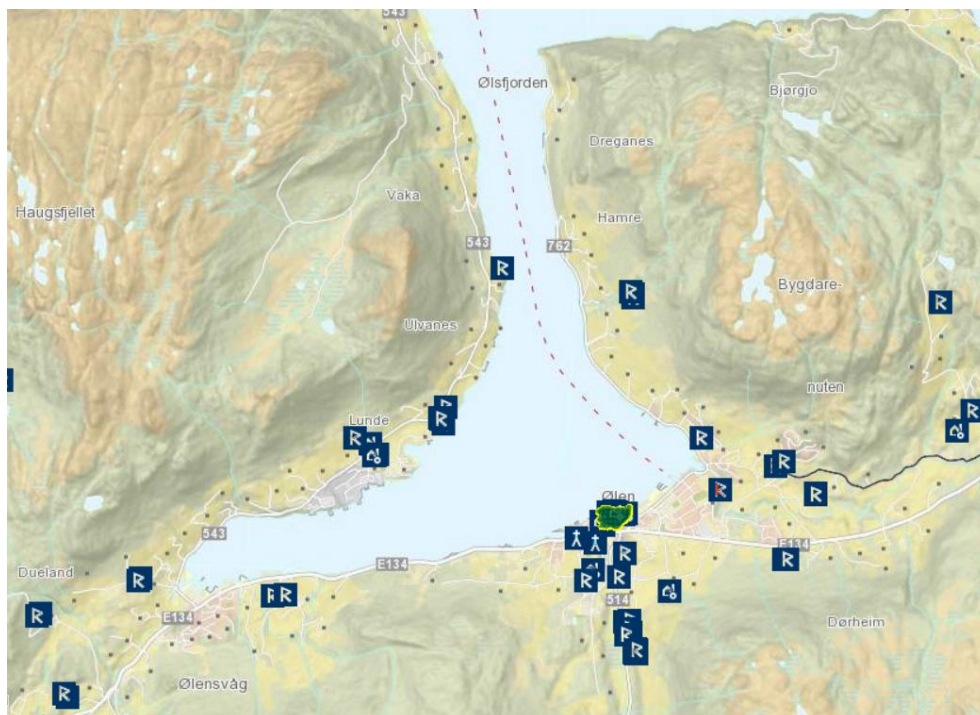 543
Ølsfjorden
Bjørgjo
Dreganes
Vaka
Haugsfjellet
Hamre
543
762
Bygdare-
R
R
R
Ulvanes
nuten
R
Lunde
R
R
R
R
R
R
Ølen
543
E134
E134
R
R
Dueland
R
R
R
R
R
R
514
E134
Dørheim
R
R
R
Ølensvåg
R